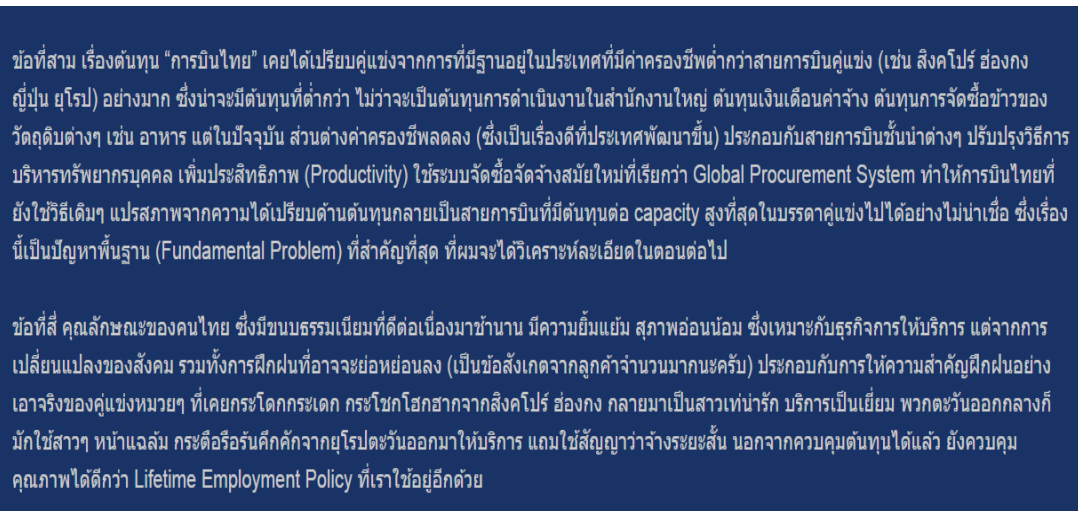 ข้อที่สาม เรื่องต้นทุน “การบินไทย” เคยได้เปรียบคู่แข่งจากการที่มีฐานอยู่ในประเทศที่มีค่าครองชีพต่ำกว่าสายการบินคู่แข่ง (เช่น สิงคโปร์ ฮ่องกง
ญี่ปุ่น ยุโรป) อย่างมาก ซึ่งน่าจะมีต้นทุนที่ต่ำกว่า ไม่ว่าจะเป็นต้นทุนการดำเนินงานในสำนักงานใหญ่ ต้นทุนเงินเดือนค่าจ้าง ต้นทุนการจัดซื้อข้าวของ
วัตถุดิบต่างๆ เช่น อาหาร แต่ในปัจจุบัน ส่วนต่างค่าครองชีพลดลง (ซึ่งเป็นเรื่องดีที่ประเทศพัฒนาขึ้น) ประกอบกับสายการบินชั้นนำต่างๆ ปรับปรุงวิธีการ
บริหารทรัพยากรบุคคล เพิ่มประสิทธิภาพ (Productivity) ใช้ระบบจัดซื้อจัดจ้างสมัยใหม่ที่เรียกว่า Global Procurement System ทำให้การบินไทยที่
ยังใช้วิธีเดิมๆ แปรสภาพจากความได้เปรียบด้านต้นทุนกลายเป็นสายการบินที่มีต้นทุนต่อ capacity สูงที่สุดในบรรดาคู่แข่งไปได้อย่างไม่น่าเชื่อ ซึ่งเรื่อง
นี้เป็นปัญหาพื้นฐาน (Fundamental Problem) ที่สำคัญที่สุด ที่ผมจะได้วิเคราะห์ละเอียดในตอนต่อไป
ข้อที่สี่ คุณลักษณะของคนไทย ซึ่งมีขนบธรรมเนียมที่ดีต่อเนื่องมาช้านาน มีความยิ้มแย้ม สุภาพอ่อนน้อม ซึ่งเหมาะกับธุรกิจการให้บริการ แต่จากการ
เปลี่ยนแปลงของสังคม รวมทั้งการฝึกฝนที่อาจจะย่อหย่อนลง (เป็นข้อสังเกตจากลูกค้าจำนวนมากนะครับ) ประกอบกับการให้ความสำคัญฝึกฝนอย่าง
เอาจริงของคู่แข่งหมวยๆ ที่เคยกระโดกกระเดก กระโชกโฮกฮากจากสิงคโปร์ ฮ่องกง กลายมาเป็นสาวเท่น่ารัก บริการเป็นเยี่ยม พวกตะวันออกกลางก็
มักใช้สาวๆ หน้าแฉล้ม กระตือรือร้นคึกคักจากยุโรปตะวันออกมาให้บริการ แถมใช้สัญญาว่าจ้างระยะสั้น นอกจากควบคุมต้นทุนได้แล้ว ยังควบคุม
คุณภาพได้ดีกว่า Lifetime Employment Policy ที่เราใช้อยู่อีกด้วย